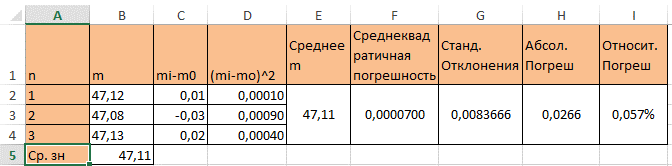 A B C D E F G H I
1 n m mi-m0 (mi-mo)^2 Среднее m Среднеквадратичная погрешность Станд. Отклонения Абсол. Погреш Относит. Погреш
2 1 47,12 0,01 0,00010
3 2 47,08 -0,03 0,00090 47,11 0,0000700 0,0083666 0,0266 0,057%
4 3 47,13 0,02 0,00040
5 Ср. зн 47,11